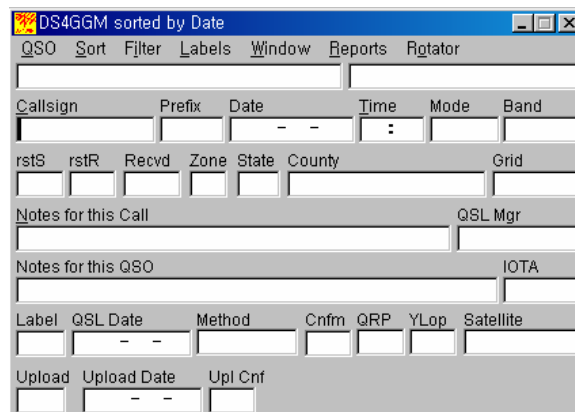 DS4GGM sorted by Date
QSO Sort Filter Labels Window Reports Rotator
Callsign Prefix Date Time Mode Band
- - :
rstS rstR Recvd Zone State County Grid
Notes for this Call QSL Mgr
Notes for this QSO IOTA
Label QSL Date Method Cnfm QRP YLop Satellite
- -
Upload Upload Date Upl Cnf
- -